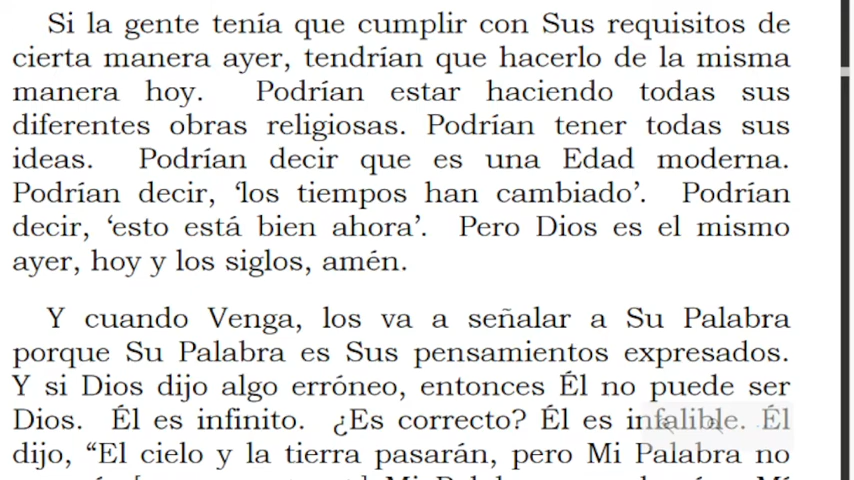 Si la gente tenía que cumplir con Sus requisitos de
cierta manera ayer, tendrían que hacerlo de la misma
manera hoy. Podrían estar haciendo todas sus
diferentes obras religiosas. Podrían tener todas sus
ideas. Podrían decir que es una Edad moderna.
Podrían decir, ‘los tiempos han cambiado’. Podrían
decir, ‘esto está bien ahora’. Pero Dios es el mismo
ayer, hoy y los siglos, amén.
Y cuando Venga, los va a señalar a Su Palabra
porque Su Palabra es Sus pensamientos expresados.
Y si Dios dijo algo erróneo, entonces Él no puede ser
Dios. Él es infinito. ¿Es correcto? Él es infalible. Él
dijo, “El cielo y la tierra pasarán, pero Mi Palabra no